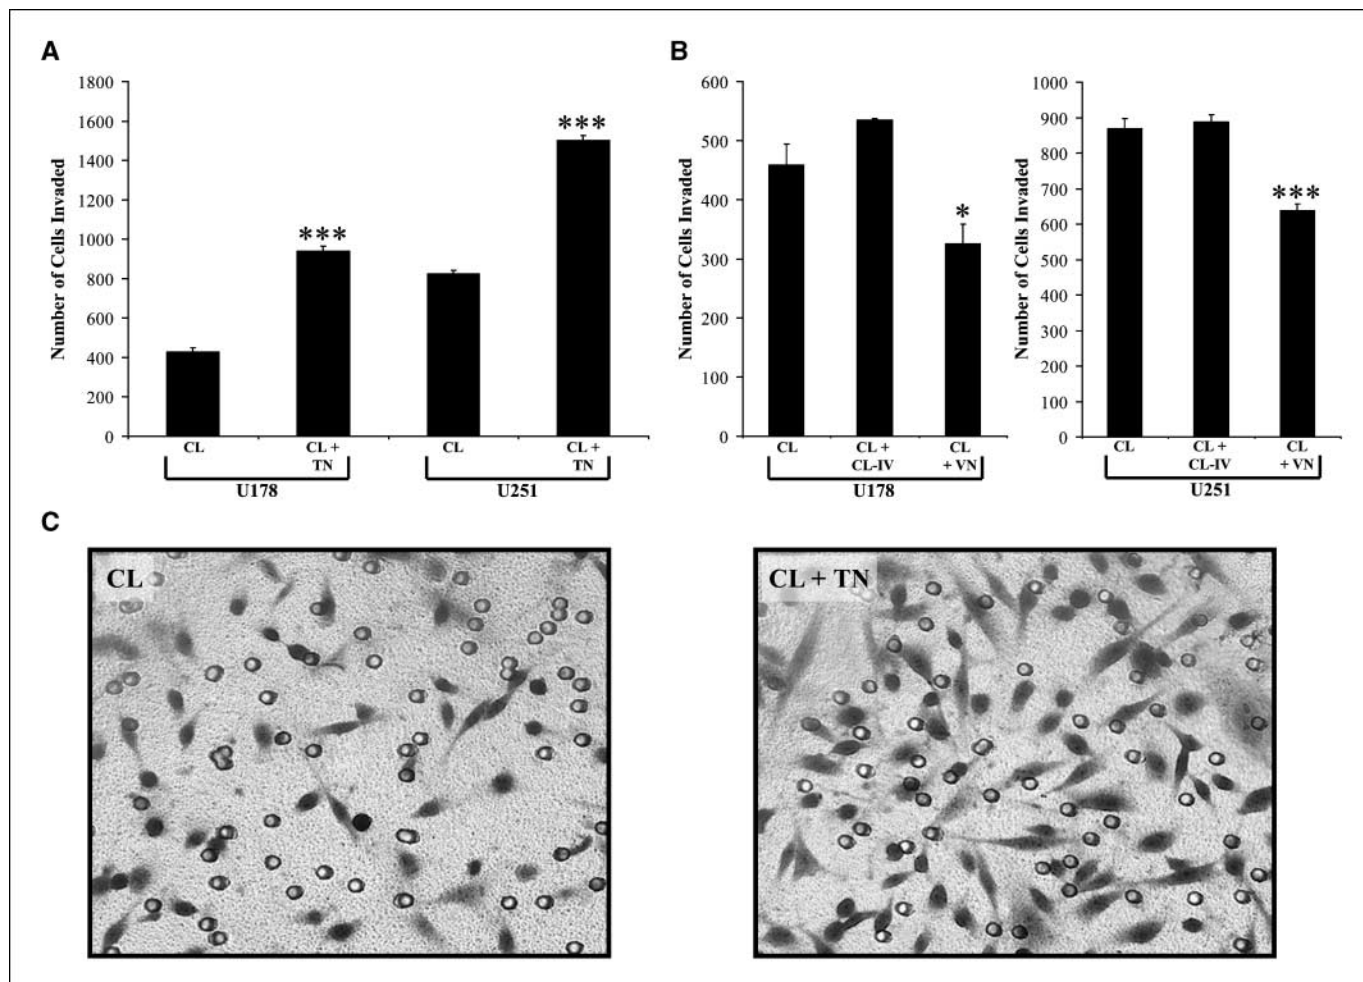 A
Number of Cells Invaded
1800
1600
1400
1200
1000
800
600
400
200
0
***
***
CL
CL +
TN
CL
CL +
TN
U178
U251
B
Number of Cells Invaded
600
500
400
300
200
100
0
*
CL
CL +
CL-IV
CL
+ VN
U178
Number of Cells Invaded
1000
900
800
700
600
500
400
300
200
100
0
***
CL
CL +
CL-IV
CL
+ VN
U251
C
CL
CL + TN